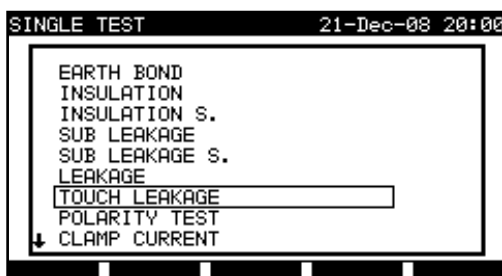 SINGLE TEST 21-Dec-08 20:00
EARTH BOND
INSULATION
INSULATION S.
SUB LEAKAGE
SUB LEAKAGE S.
LEAKAGE
TOUCH LEAKAGE
POLARITY TEST
CLAMP CURRENT